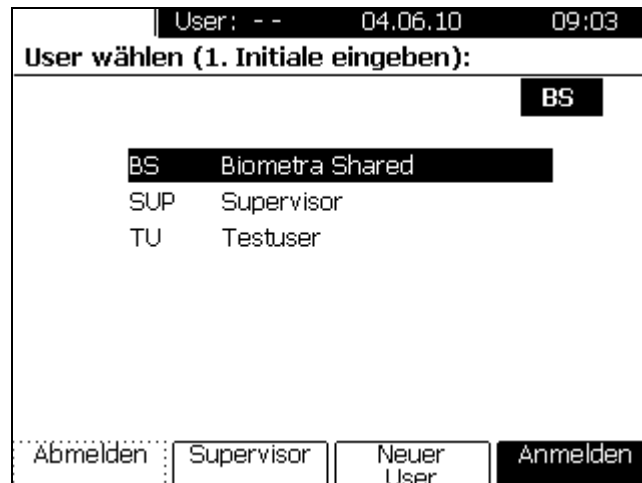 User: - - 04.06.10 09:03
User wählen (1. Initiale eingeben):
BS
BS Biometra Shared
SUP Supervisor
TU Testuser
Abmelden Supervisor Neuer User Anmelden